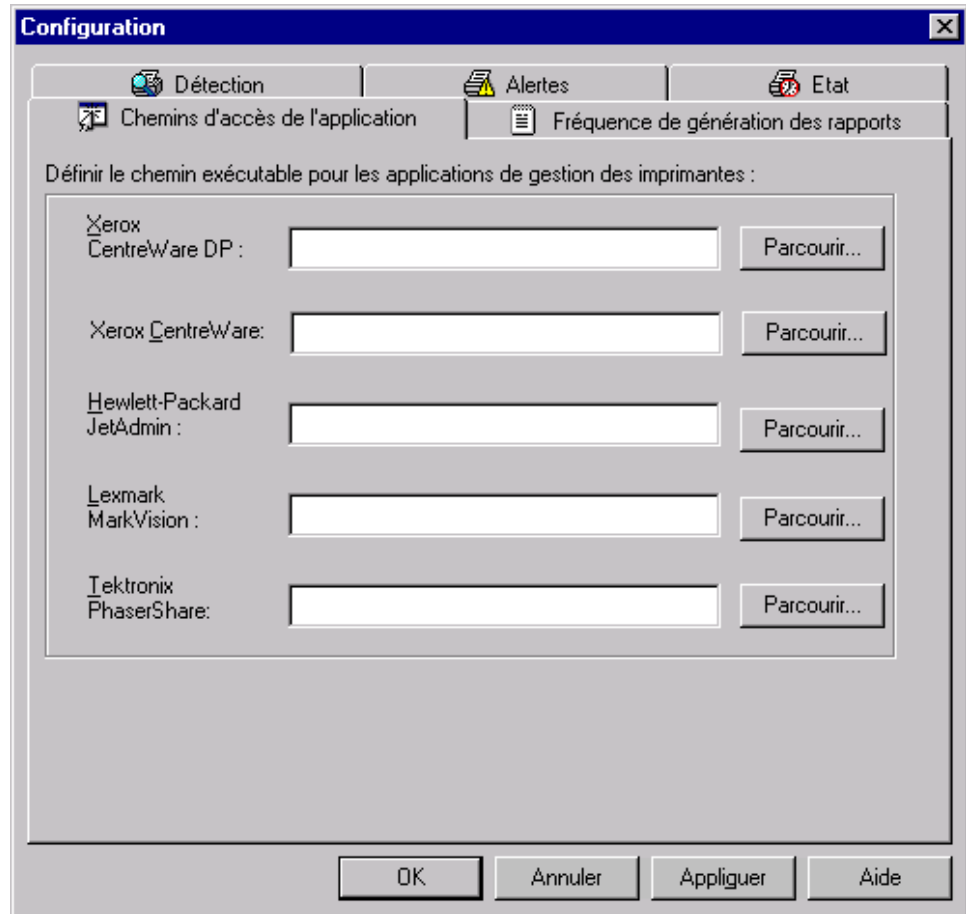 Configuration
Détection
Alertes
Etat
Chemins d'accès de l'application
Fréquence de génération des rapports
Définir le chemin exécutable pour les applications de gestion des imprimantes :
Xerox
CentreWare DP :
Parcourir...
Xerox CentreWare:
Parcourir...
Hewlett-Packard
JetAdmin :
Parcourir...
Lexmark
MarkVision :
Parcourir...
Tektronix
PhaserShare:
Parcourir...
OK
Annuler
Appliguer
Aide